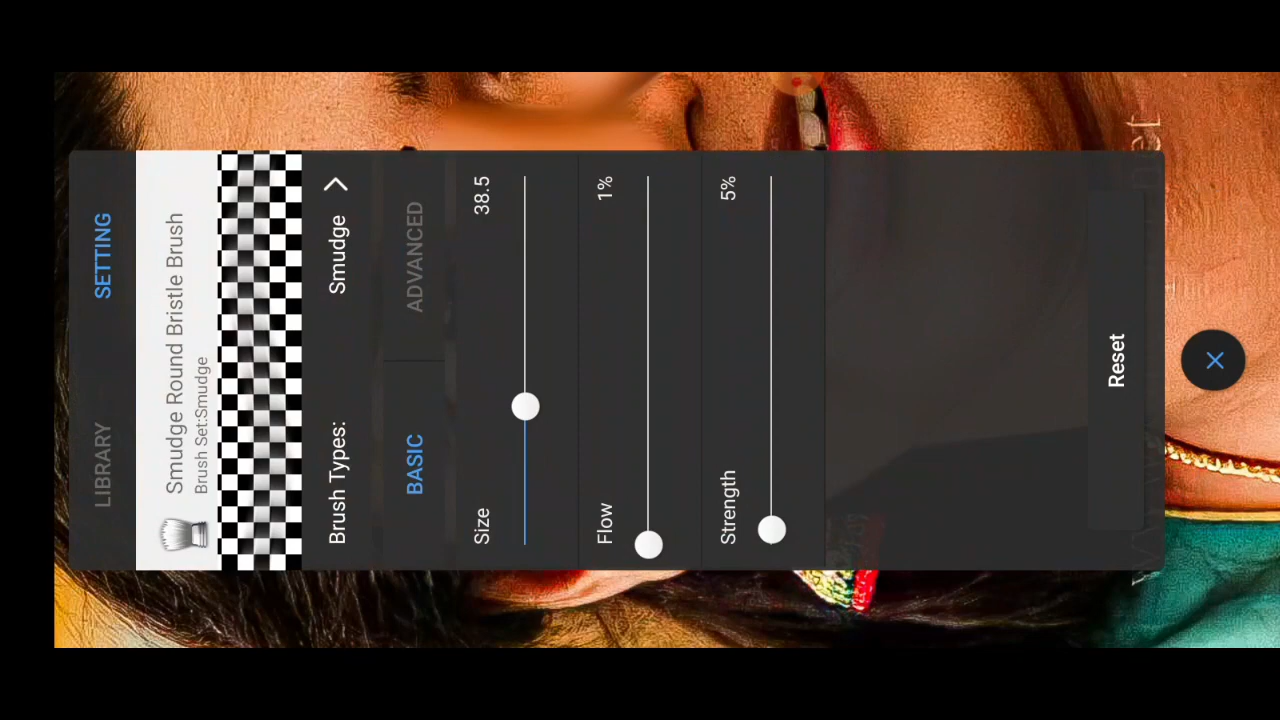 LIBRARY SETTING
Smudge Round Bristle Brush
Brush Set:Smudge
Brush Types: Smudge
BASIC ADVANCED
Size 38.5
Flow 1%
Strength 5%
Reset